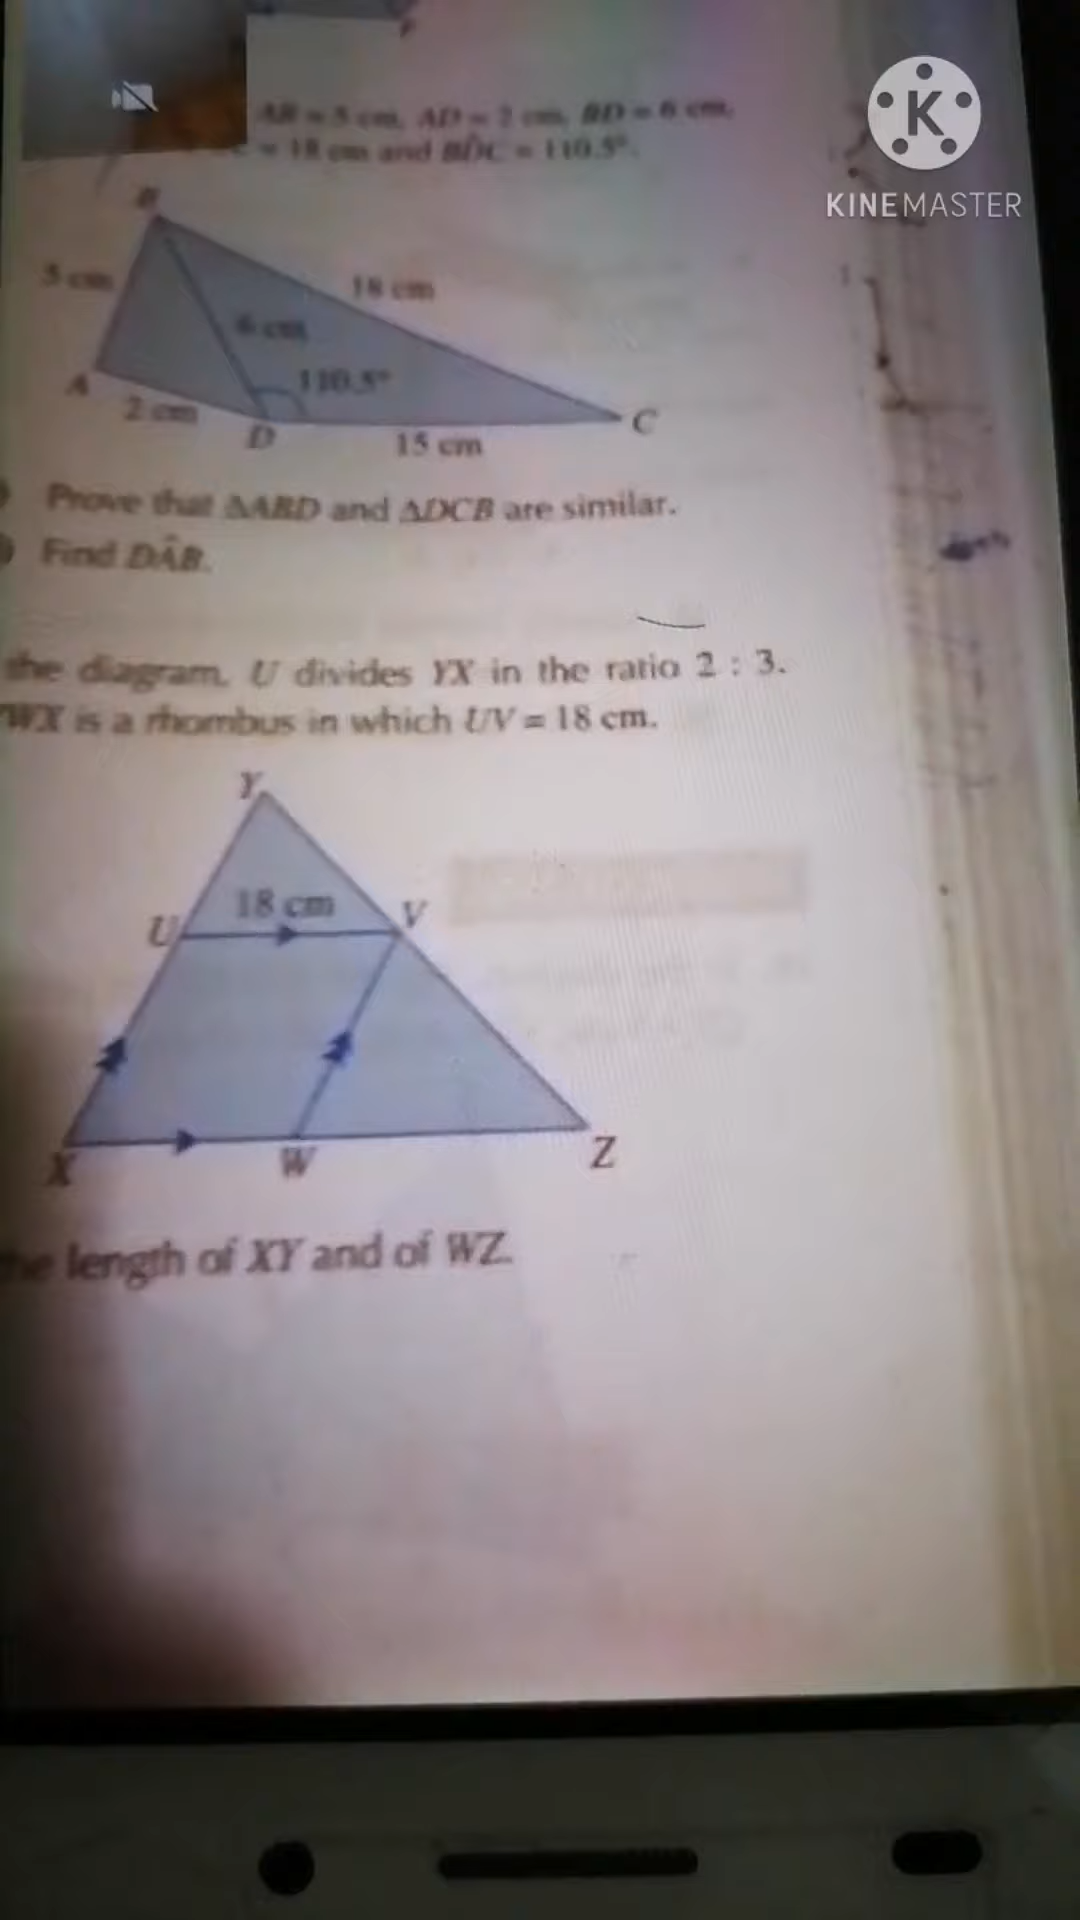 AB = 5 cm, AD = 2 cm, BD = 6 cm,
= 18 cm and BD̂C = 110.5°.
KINEMASTER
B
5 cm
18 cm
6 cm
110.5°
A
2 cm
D
15 cm
C
Prove that ΔABD and ΔDCB are similar.
Find DÂB.
the diagram, U divides YX in the ratio 2 : 3.
WX is a rhombus in which UV = 18 cm.
Y
18 cm
U
V
X
W
Z
length of XY and of WZ.